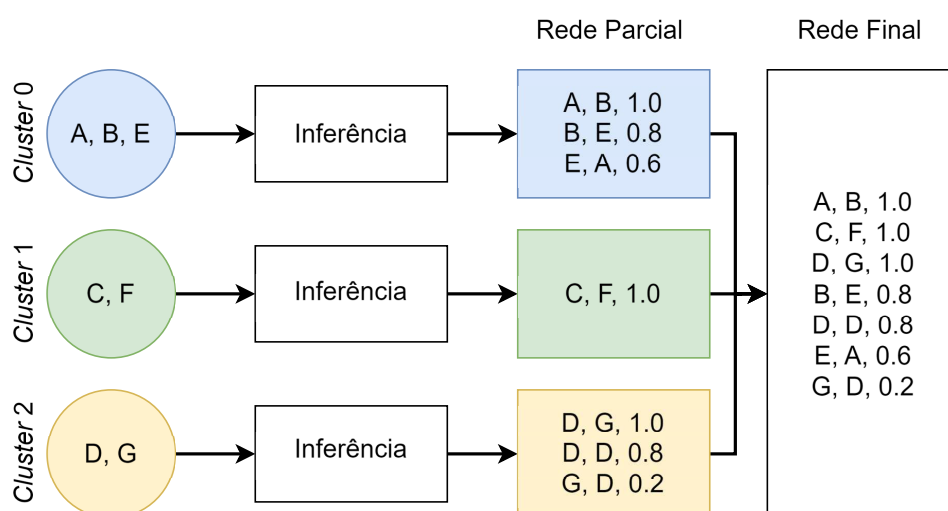 Rede Parcial
Rede Final
Cluster 0
A, B, E
Inferência
A, B, 1.0
B, E, 0.8
E, A, 0.6
Cluster 1
C, F
Inferência
C, F, 1.0
Cluster 2
D, G
Inferência
D, G, 1.0
D, D, 0.8
G, D, 0.2
A, B, 1.0
C, F, 1.0
D, G, 1.0
B, E, 0.8
D, D, 0.8
E, A, 0.6
G, D, 0.2